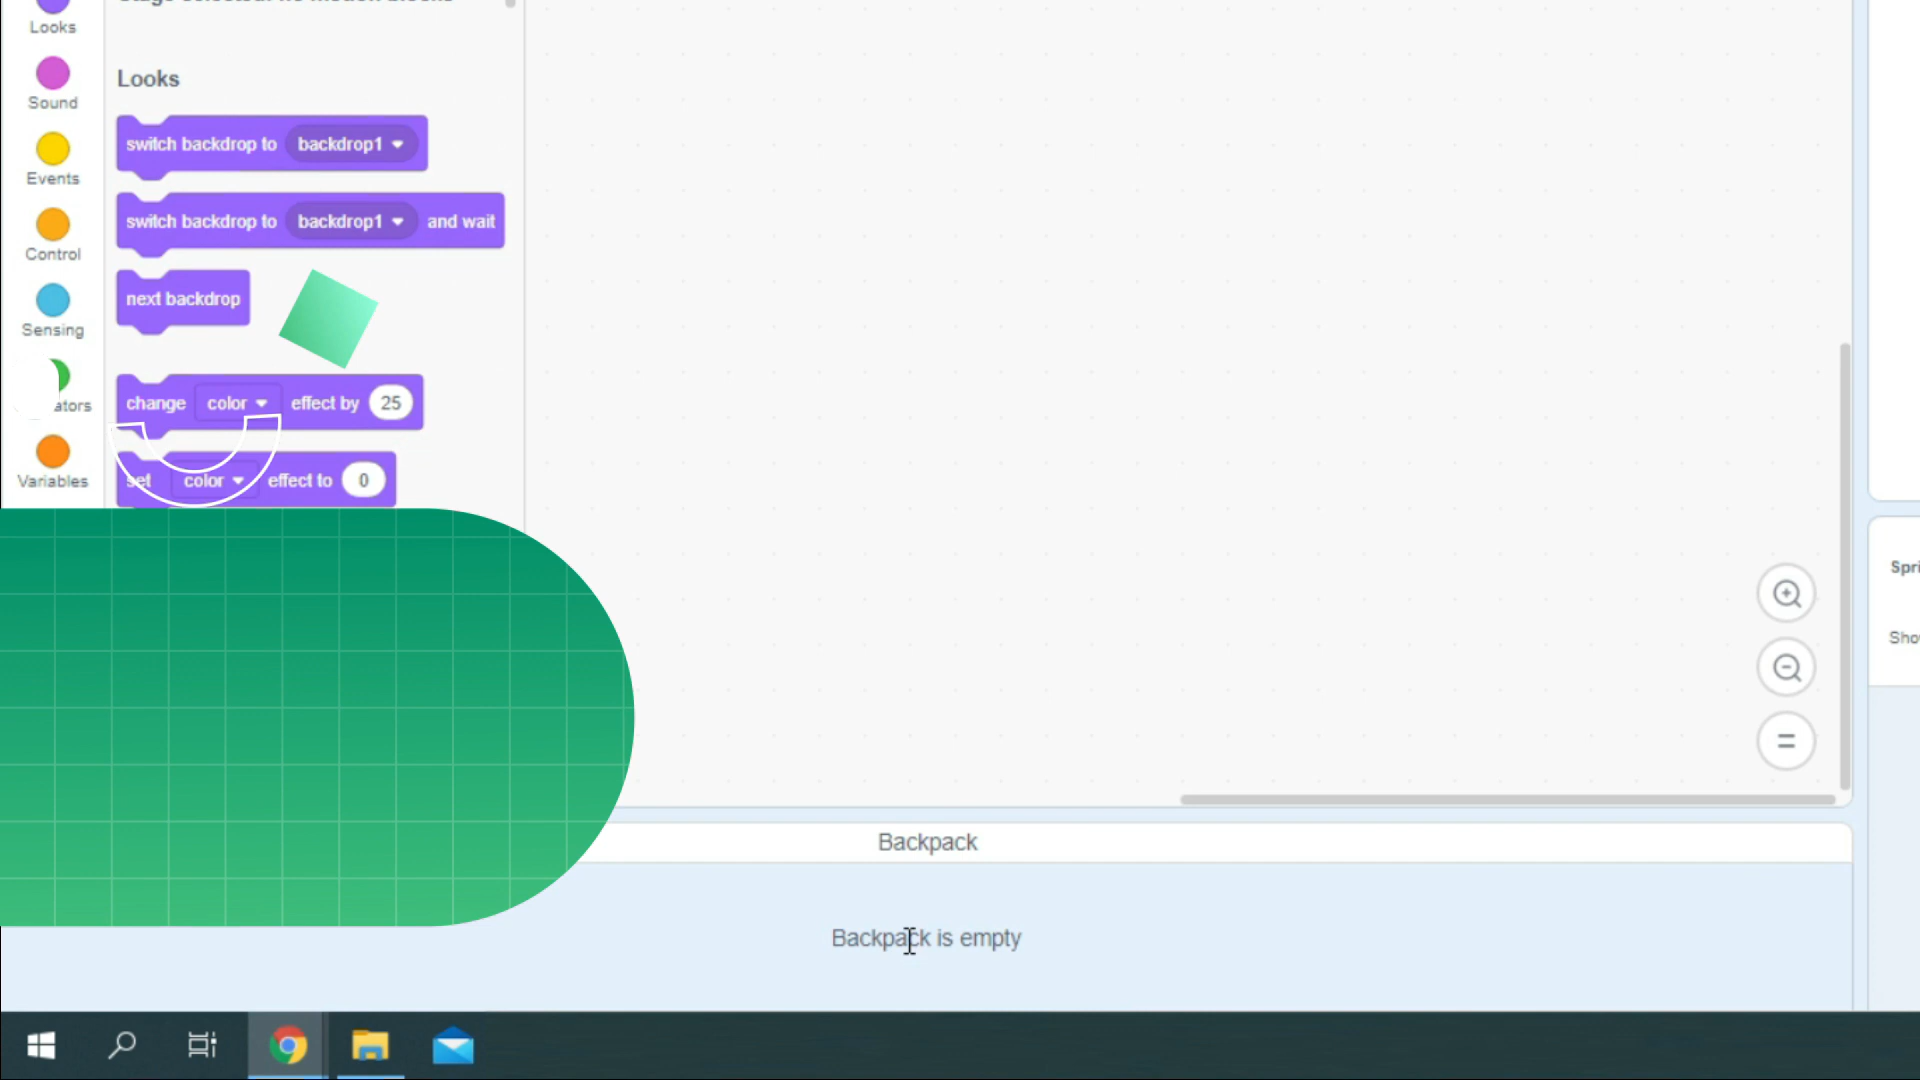 Looks
Sound
Events
Control
Sensing
ators
Variables
Looks
switch backdrop to backdrop1
switch backdrop to backdrop1 and wait
next backdrop
change color effect by 25
set color effect to 0
Spri
Sho
Backpack
Backpack is empty